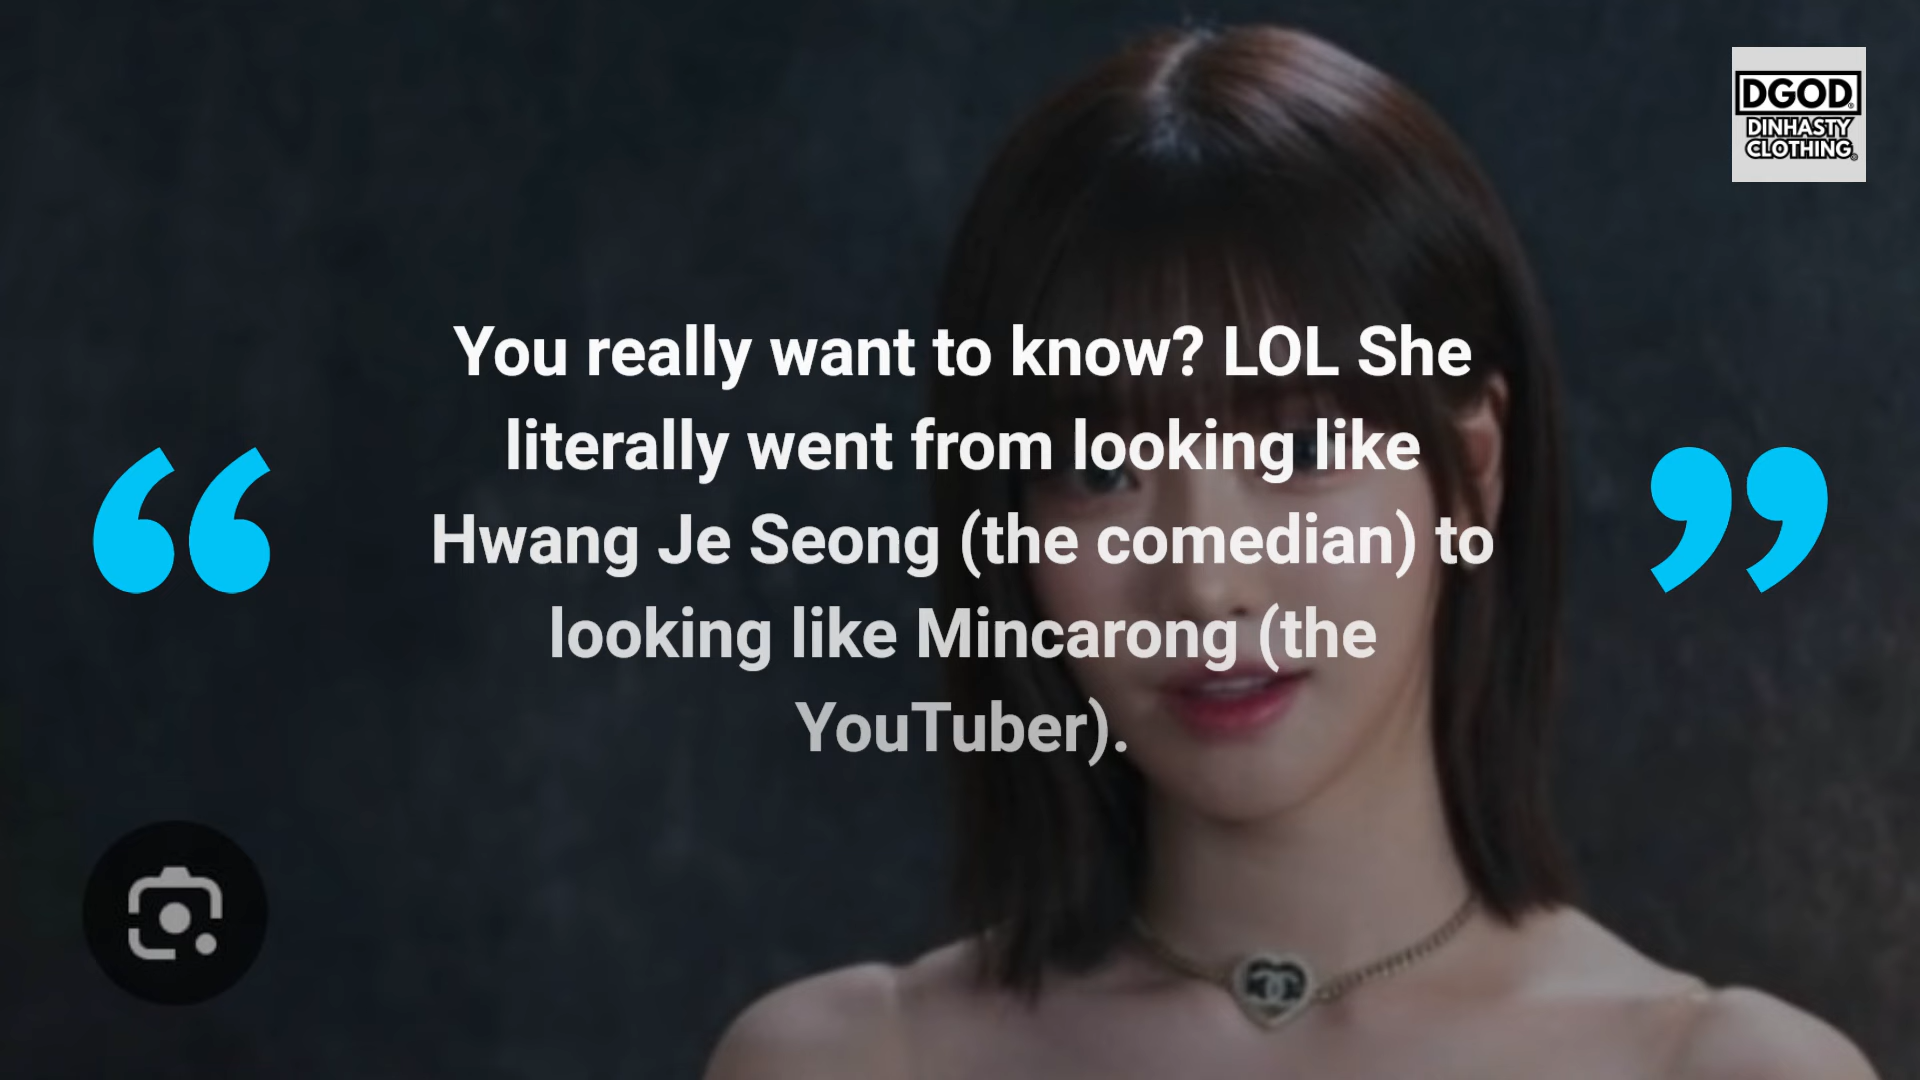 DGOD
DINHASTY
CLOTHING
You really want to know? LOL She
literally went from looking like
Hwang Je Seong (the comedian) to
looking like Mincarong (the
YouTuber).